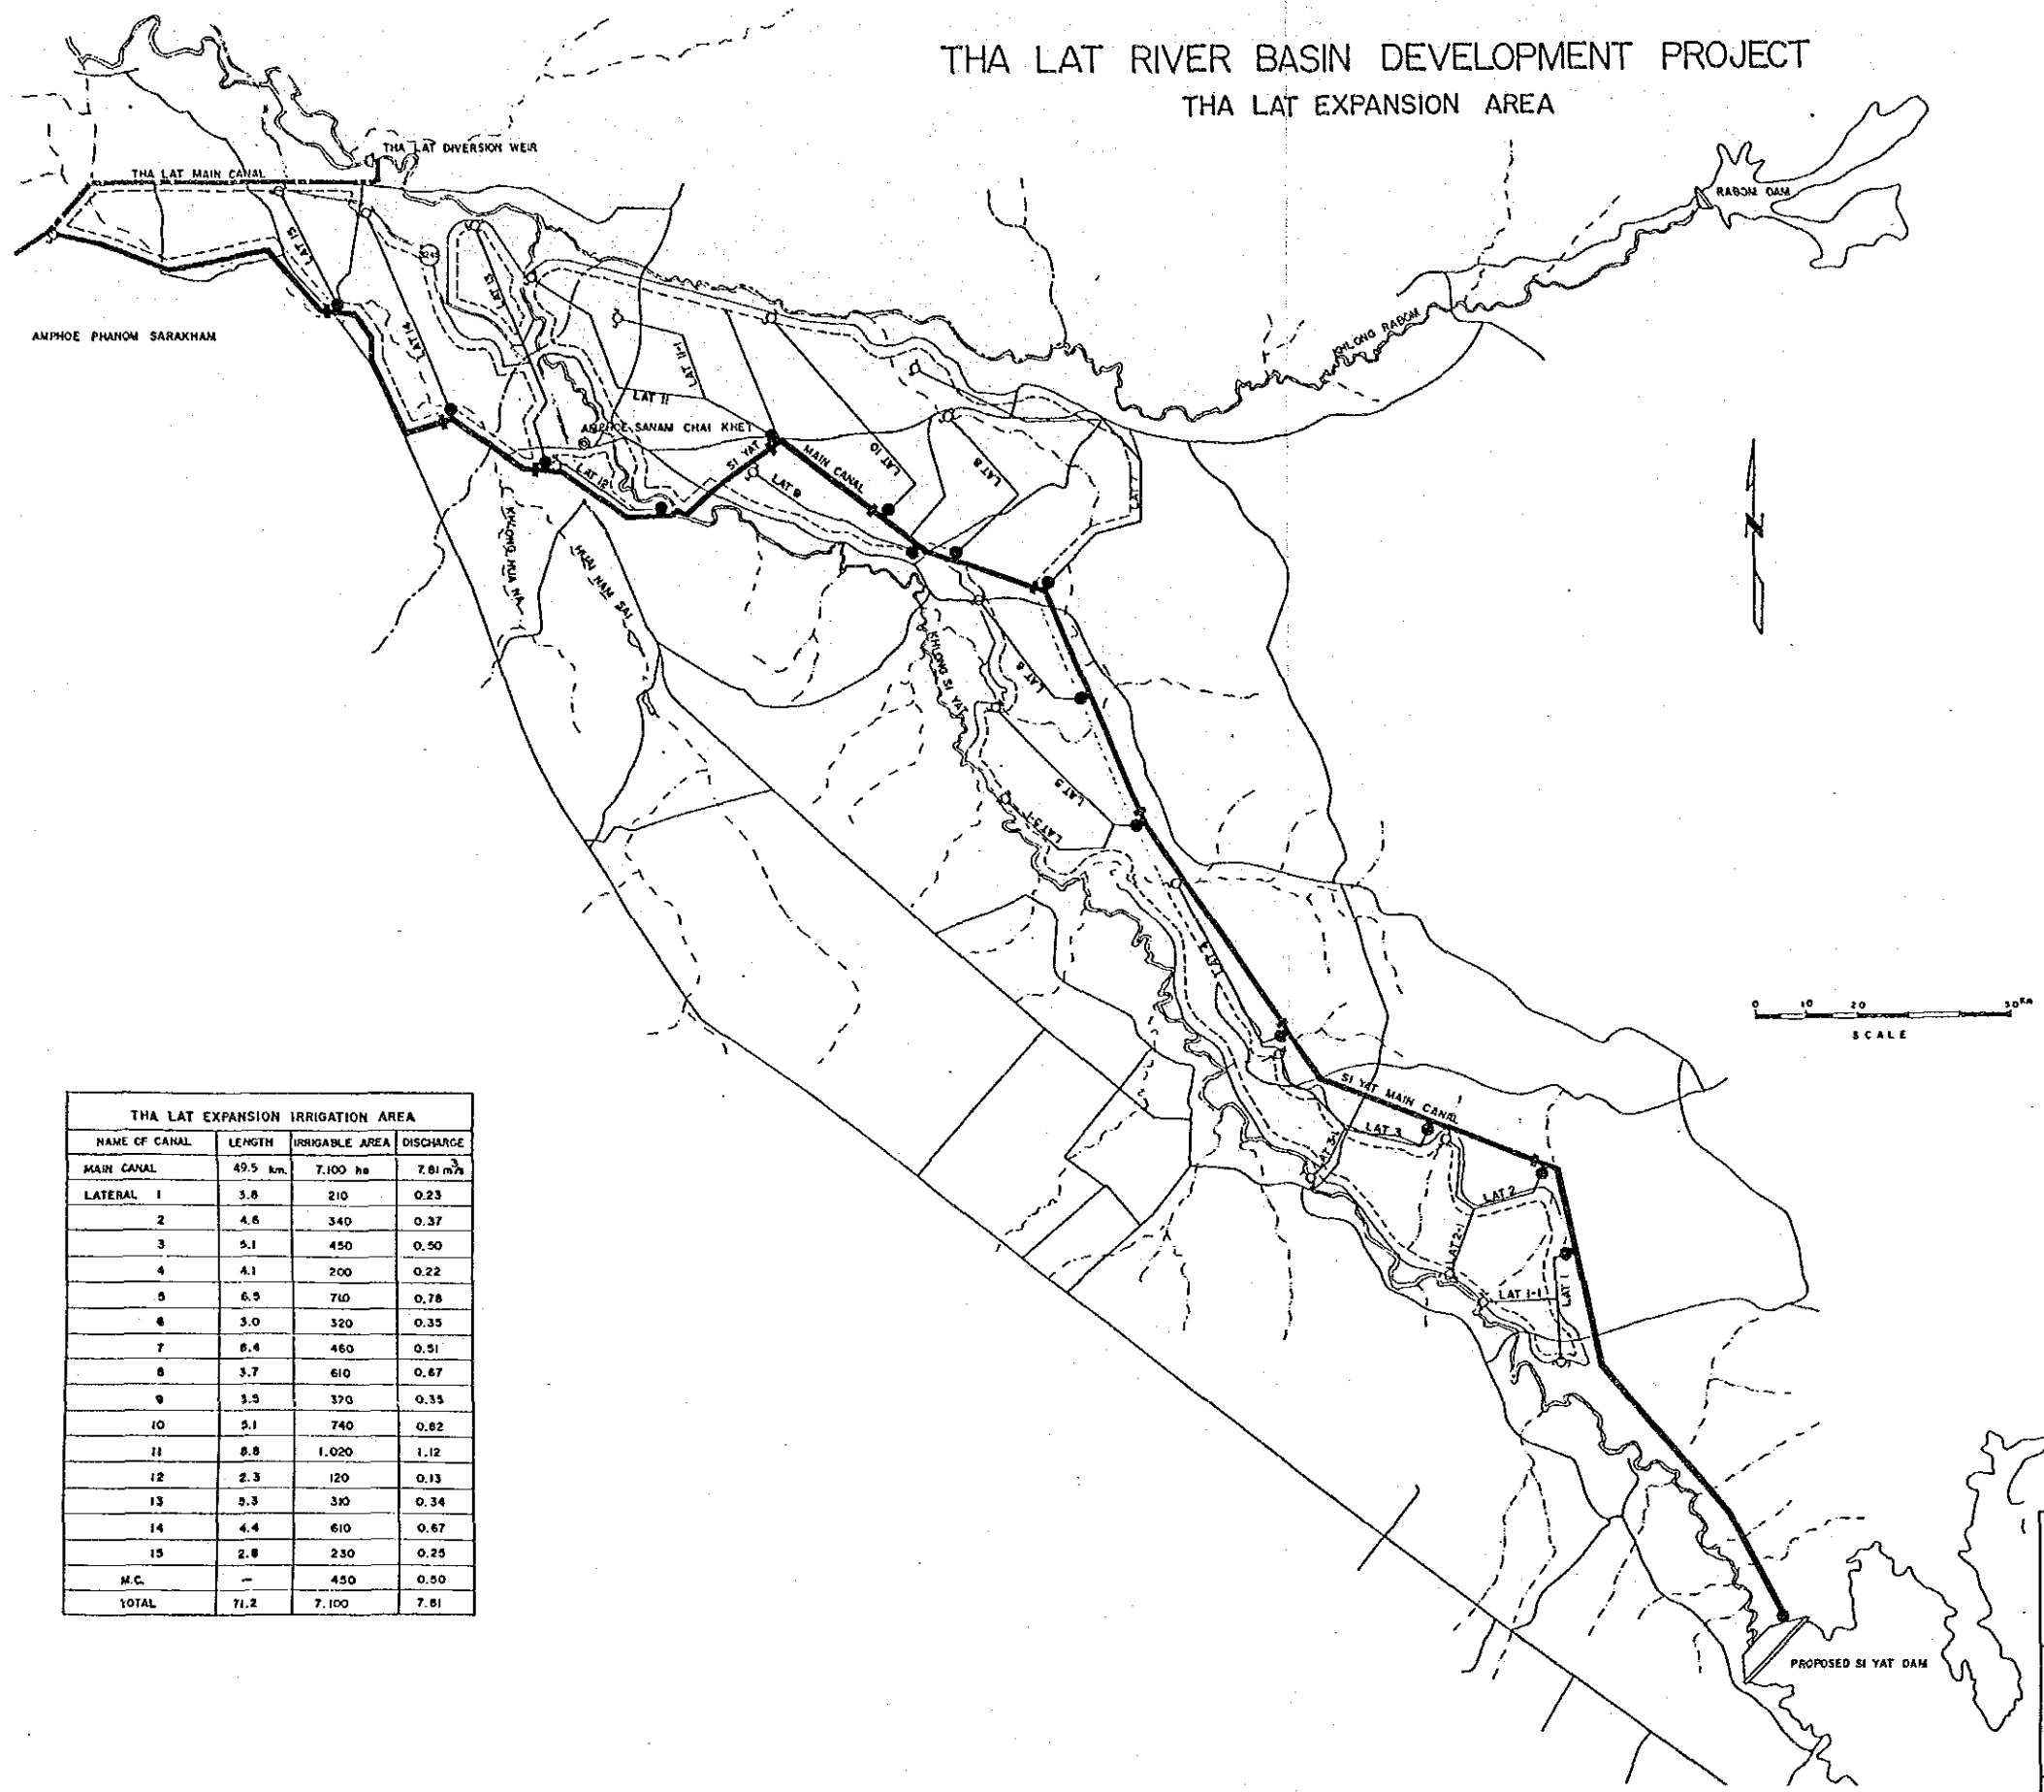 THA LAT RIVER BASIN DEVELOPMENT PROJECT
THA LAT EXPANSION AREA
THA LAT DIVERSION WEIR
THA LAT MAIN CANAL
RABOM DAM
LAT 15
LAT 14
LAT 13
KHLONG RABOM
AMPHOE PHANOM SARAKHAM
LAT 11-1
LAT 11
AMPHOE SANAM CHAI KHET
SI YAT MAIN CANAL
LAT 10
LAT 8
LAT 7
LAT 12
LAT 9
N
KHLONG HUA NA
HUAI NAM SAI
KHLONG SI YAT
LAT 6
LAT 5
LAT 5-1
LAT 4
0 10 20 50 KM
SCALE
SI YAT MAIN CANAL
LAT 3
LAT 3-1
LAT 2
LAT 2-1
LAT 1
LAT 1-1
PROPOSED SI YAT DAM
THA LAT EXPANSION IRRIGATION AREA
NAME OF CANAL LENGTH IRRIGABLE AREA DISCHARGE
MAIN CANAL 49.5 km. 7.100 ha 7.81 m³/s
LATERAL 1 3.8 210 0.23
2 4.6 340 0.37
3 5.1 450 0.50
4 4.1 200 0.22
5 6.5 710 0.78
6 3.0 320 0.35
7 8.4 460 0.51
8 3.7 610 0.67
9 3.5 320 0.35
10 5.1 740 0.82
11 8.8 1.020 1.12
12 2.3 120 0.13
13 5.3 310 0.34
14 4.4 610 0.67
15 2.8 230 0.25
M.C. — 450 0.50
TOTAL 71.2 7.100 7.81